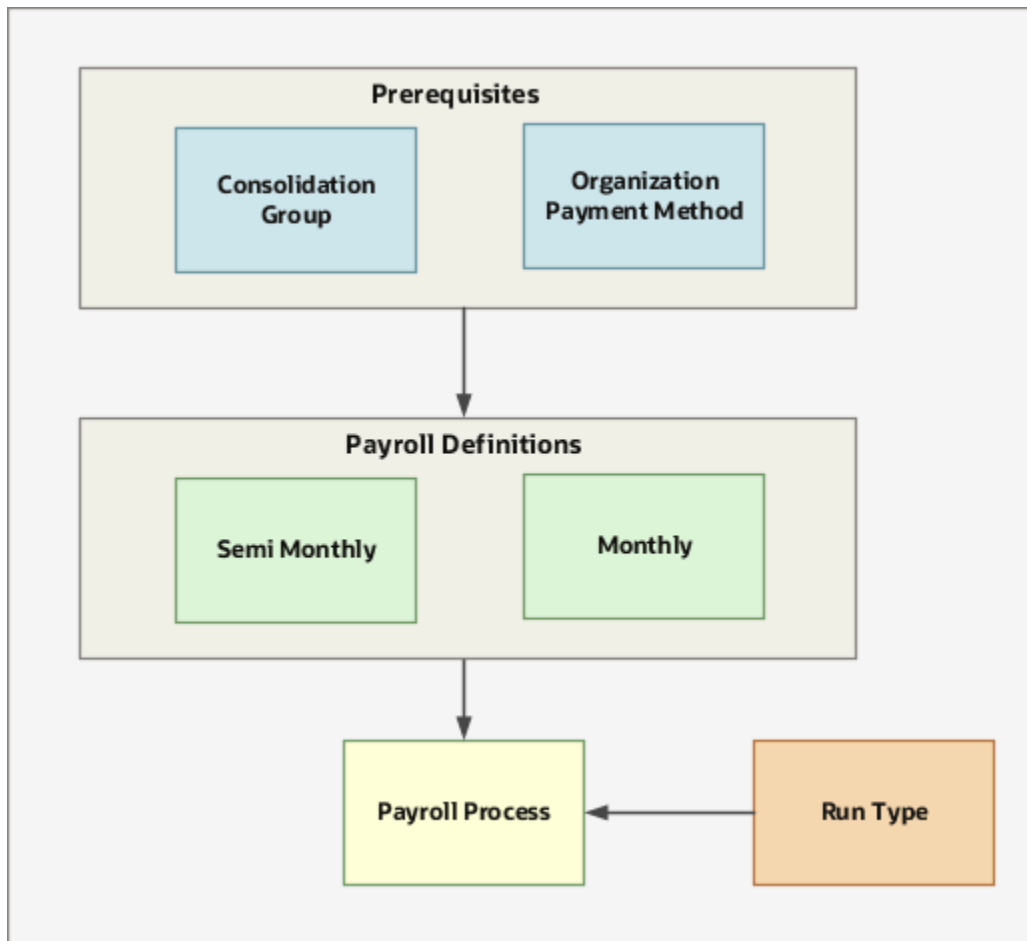 Prerequisites
Consolidation
Group
Organization
Payment Method
Payroll Definitions
Semi Monthly
Monthly
Payroll Process
Run Type